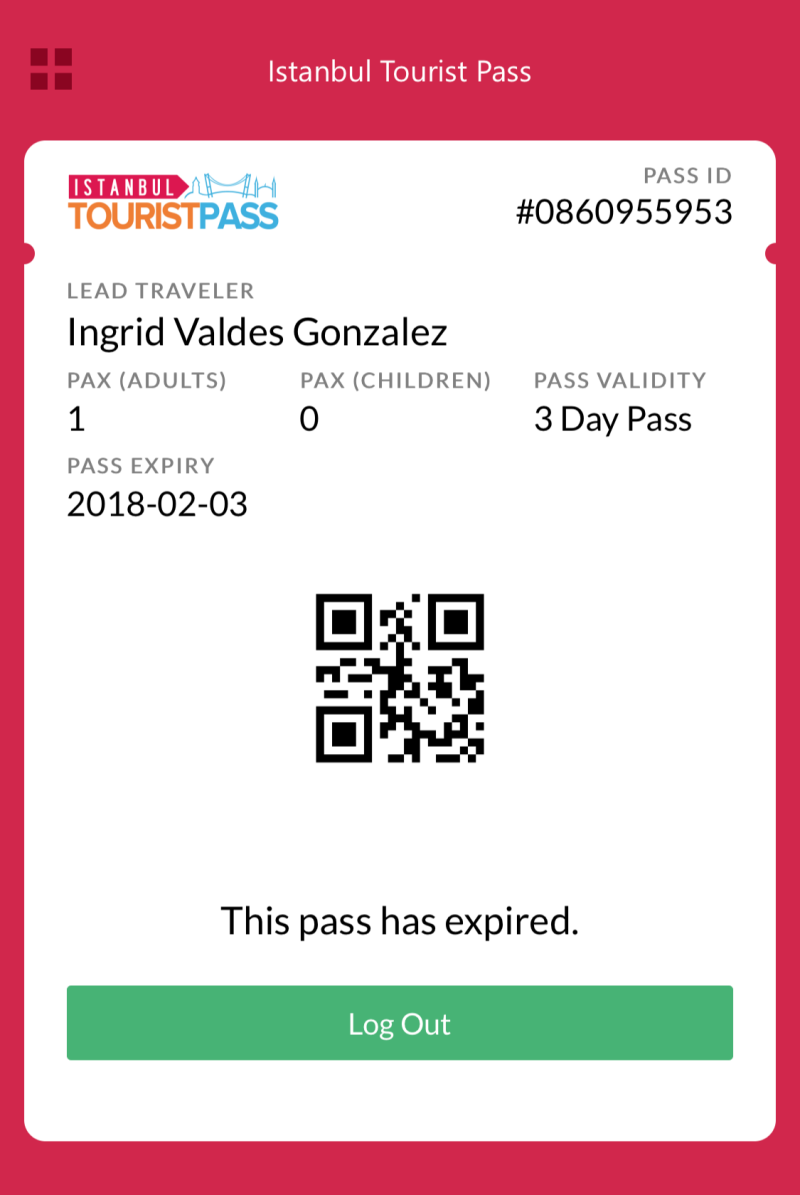 Istanbul Tourist Pass
ISTANBUL
TOURISTPASS
PASS ID
#0860955953
LEAD TRAVELER
Ingrid Valdes Gonzalez
PAX (ADULTS) PAX (CHILDREN) PASS VALIDITY
1 0 3 Day Pass
PASS EXPIRY
2018-02-03
This pass has expired.
Log Out